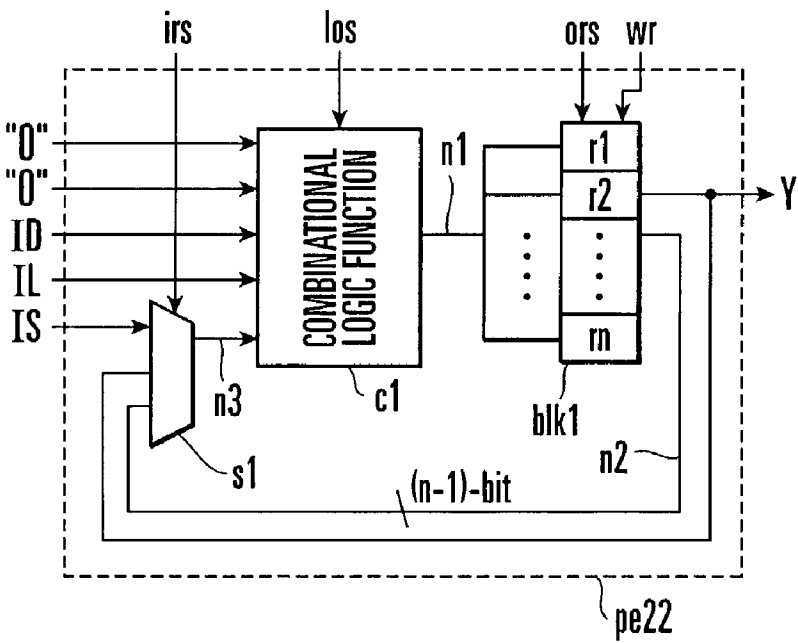 irs
los
ors
wr
"0"
"0"
ID
IL
IS
COMBINATIONAL
LOGIC FUNCTION
n1
r1
r2
rn
Y
n3
c1
blk1
n2
s1
(n-1)-bit
pe22